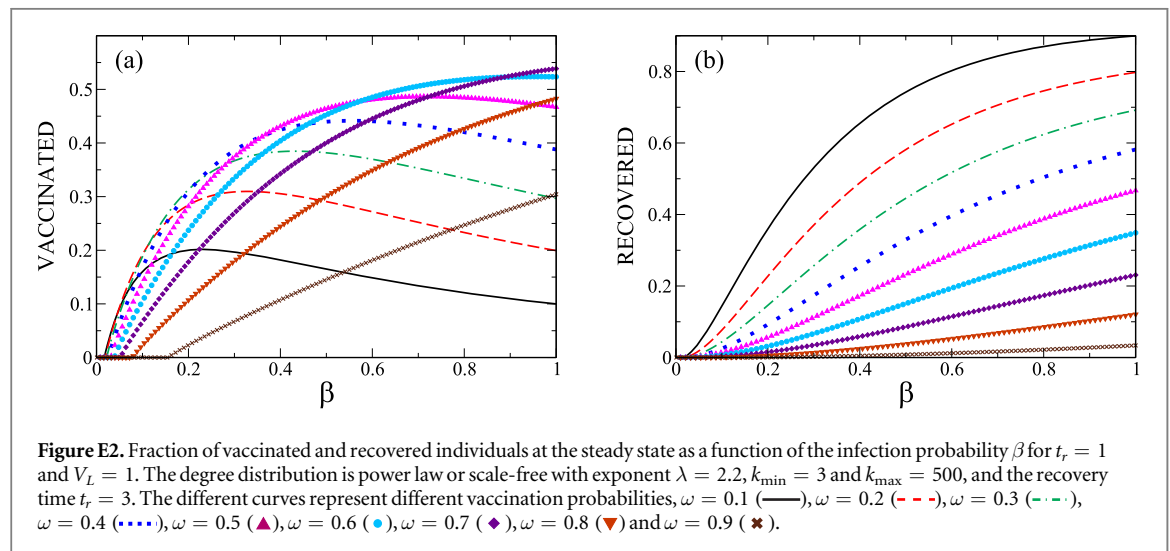 (a)
VACCINATED
0.5
0.4
0.3
0.2
0.1
0
0 0.2 0.4 0.6 0.8 1
β
(b)
RECOVERED
0.8
0.6
0.4
0.2
0
0 0.2 0.4 0.6 0.8 1
β
Figure E2. Fraction of vaccinated and recovered individuals at the steady state as a function of the infection probability β for t_r = 1
and V_L = 1. The degree distribution is power law or scale-free with exponent λ = 2.2, k_min = 3 and k_max = 500, and the recovery
time t_r = 3. The different curves represent different vaccination probabilities, ω = 0.1 (——), ω = 0.2 (– – –), ω = 0.3 (– · – · –),
ω = 0.4 (·····), ω = 0.5 (▲), ω = 0.6 (●), ω = 0.7 (◆), ω = 0.8 (▼) and ω = 0.9 (✖).